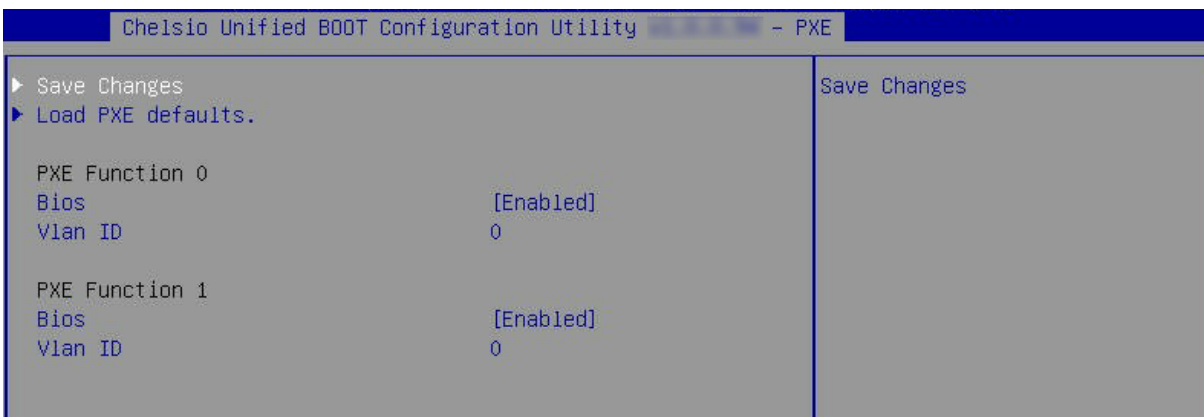 Chelsio Unified BOOT Configuration Utility – PXE
Save Changes
Load PXE defaults.
PXE Function 0
Bios [Enabled]
Vlan ID 0
PXE Function 1
Bios [Enabled]
Vlan ID 0
Save Changes